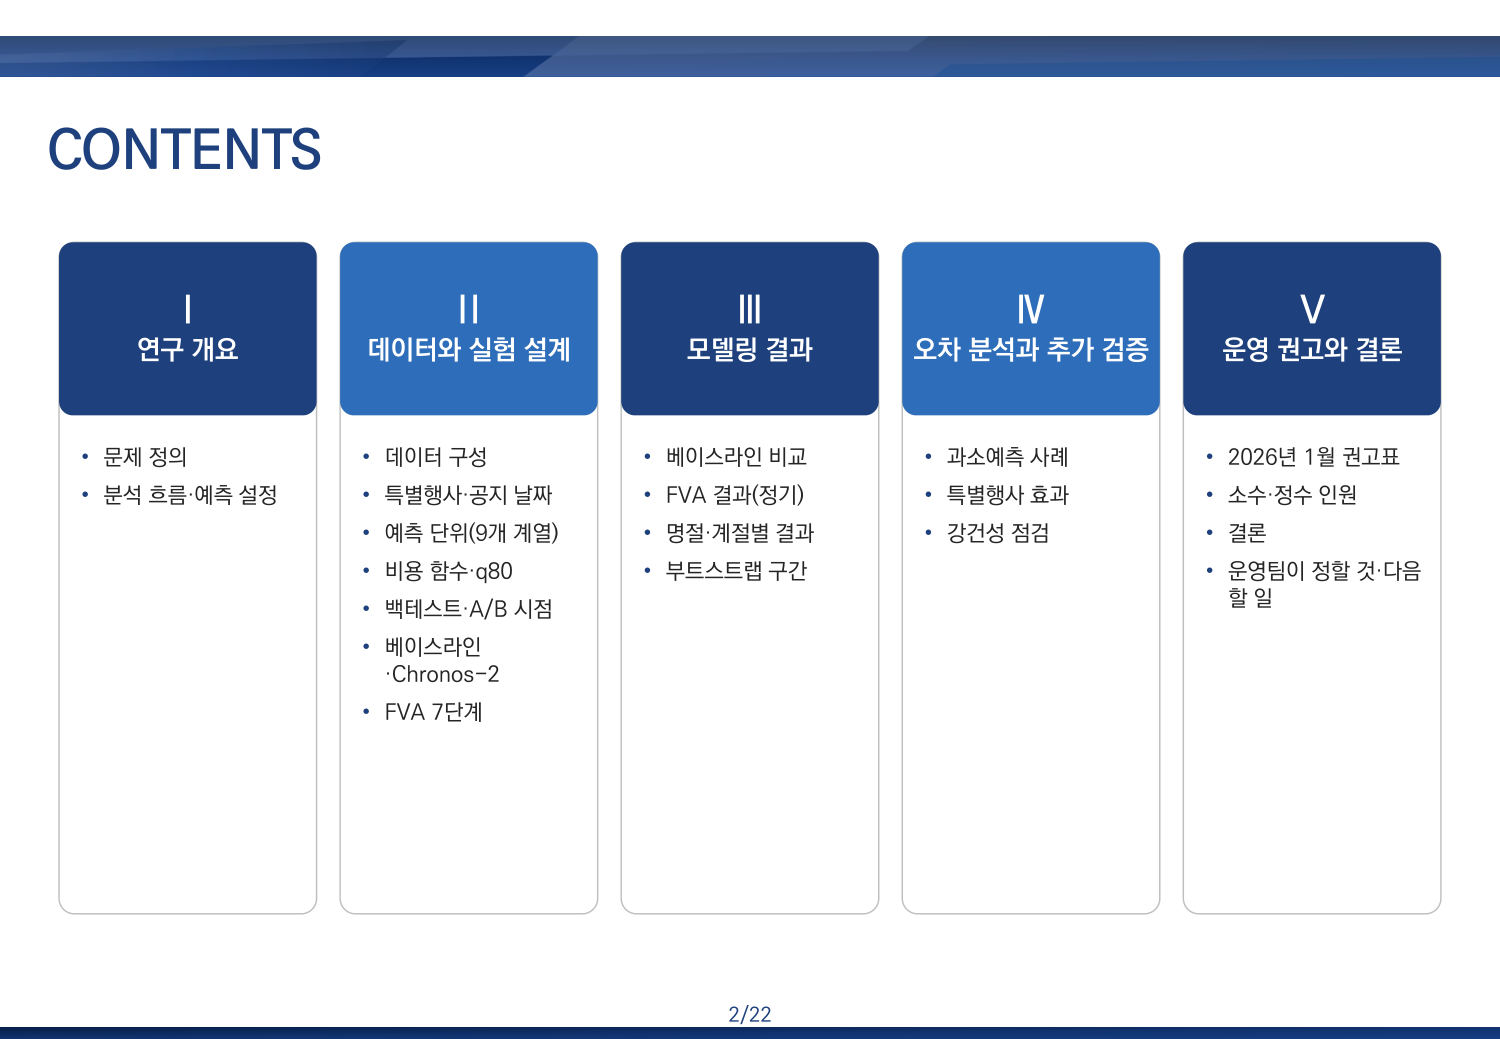 CONTENTS
I
연구 개요
• 문제 정의
• 분석 흐름·예측 설정
II
데이터와 실험 설계
• 데이터 구성
• 특별행사·공지 날짜
• 예측 단위(9개 계열)
• 비용 함수·q80
• 백테스트·A/B 시점
• 베이스라인
·Chronos-2
• FVA 7단계
III
모델링 결과
• 베이스라인 비교
• FVA 결과(정기)
• 명절·계절별 결과
• 부트스트랩 구간
IV
오차 분석과 추가 검증
• 과소예측 사례
• 특별행사 효과
• 강건성 점검
V
운영 권고와 결론
• 2026년 1월 권고표
• 소수·정수 인원
• 결론
• 운영팀이 정할 것·다음
할 일
2/22